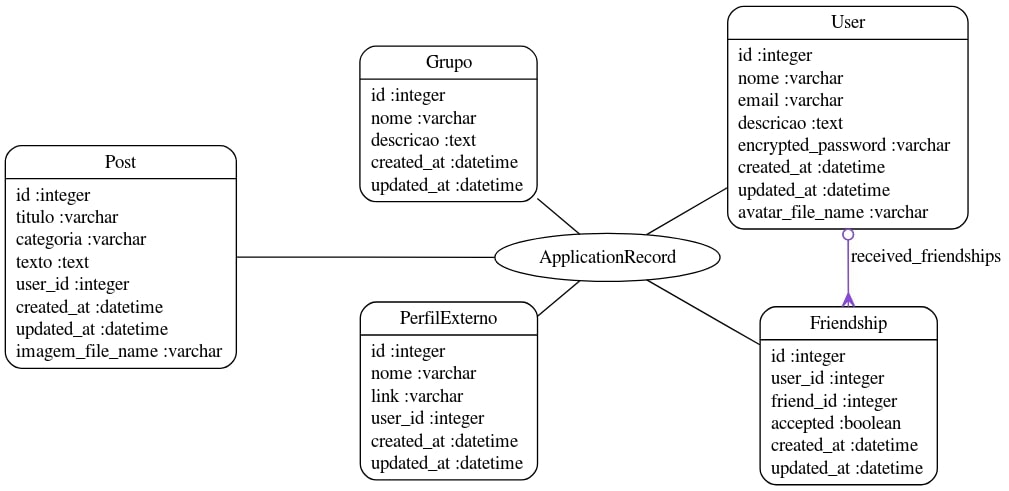 Post
id :integer
titulo :varchar
categoria :varchar
texto :text
user_id :integer
created_at :datetime
updated_at :datetime
imagem_file_name :varchar
Grupo
id :integer
nome :varchar
descricao :text
created_at :datetime
updated_at :datetime
ApplicationRecord
PerfilExterno
id :integer
nome :varchar
link :varchar
user_id :integer
created_at :datetime
updated_at :datetime
User
id :integer
nome :varchar
email :varchar
descricao :text
encrypted_password :varchar
created_at :datetime
updated_at :datetime
avatar_file_name :varchar
received_friendships
Friendship
id :integer
user_id :integer
friend_id :integer
accepted :boolean
created_at :datetime
updated_at :datetime